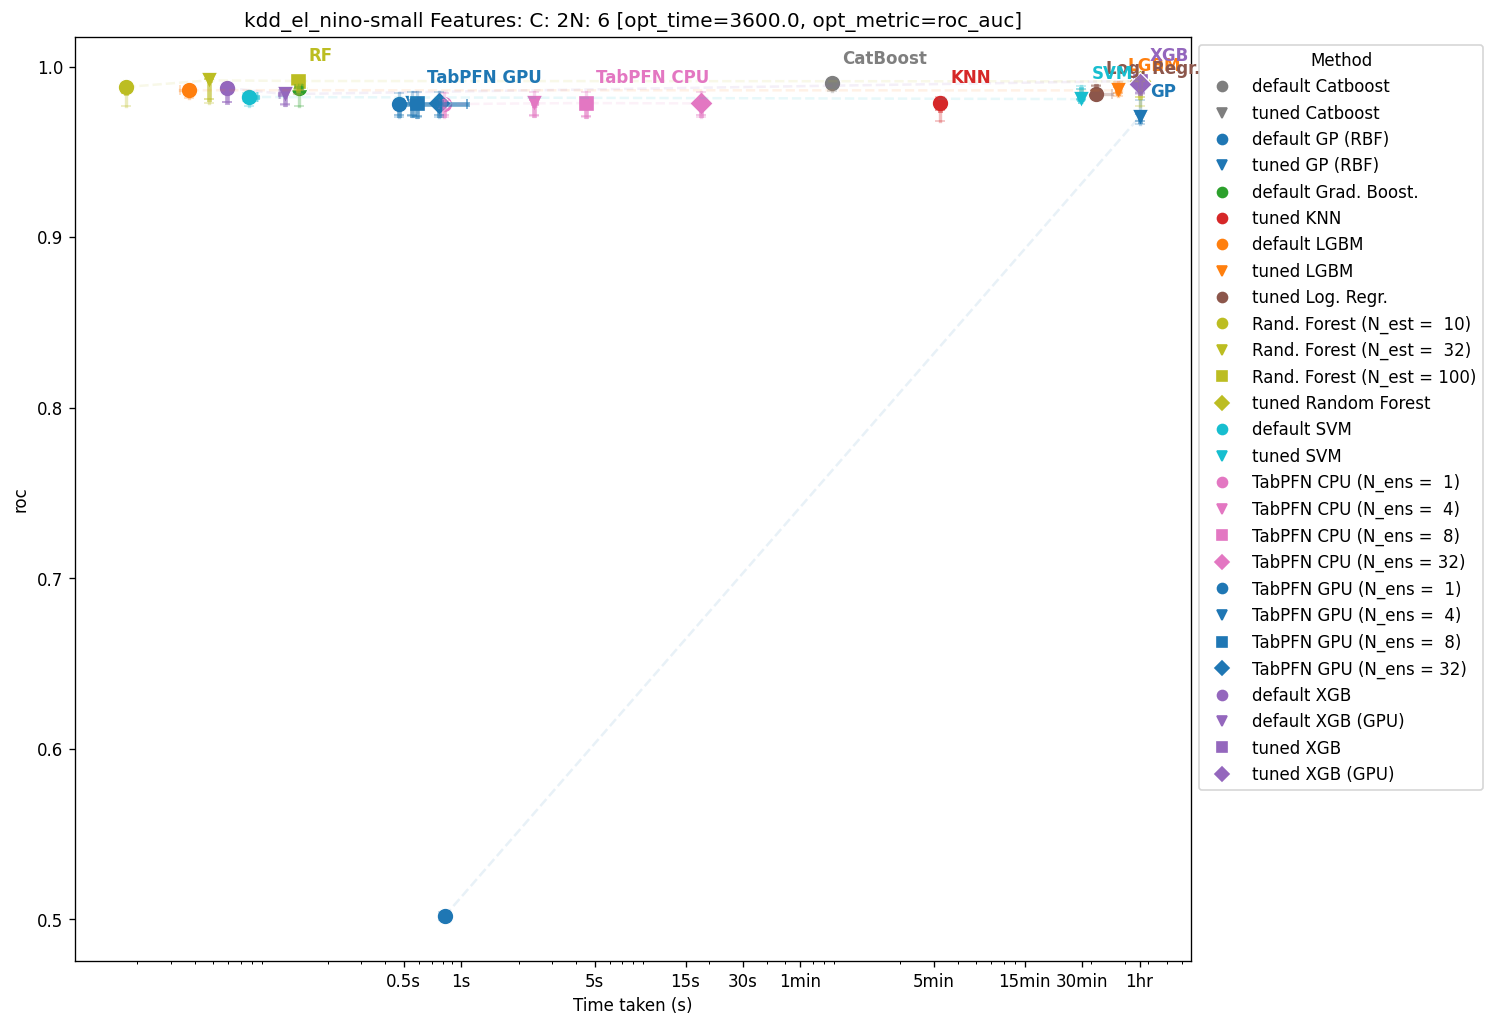 kdd_el_nino-small Features: C: 2N: 6 [opt_time=3600.0, opt_metric=roc_auc]
1.0
0.9
0.8
0.7
0.6
0.5
roc
RF
TabPFN GPU
TabPFN CPU
CatBoost
KNN
SVM
Log. Regr.
LGBM
XGB
GP
0.5s
1s
5s
15s
30s
1min
5min
15min
30min
1hr
Time taken (s)
Method
default Catboost
tuned Catboost
default GP (RBF)
tuned GP (RBF)
default Grad. Boost.
tuned KNN
default LGBM
tuned LGBM
tuned Log. Regr.
Rand. Forest (N_est =  10)
Rand. Forest (N_est =  32)
Rand. Forest (N_est = 100)
tuned Random Forest
default SVM
tuned SVM
TabPFN CPU (N_ens =  1)
TabPFN CPU (N_ens =  4)
TabPFN CPU (N_ens =  8)
TabPFN CPU (N_ens = 32)
TabPFN GPU (N_ens =  1)
TabPFN GPU (N_ens =  4)
TabPFN GPU (N_ens =  8)
TabPFN GPU (N_ens = 32)
default XGB
default XGB (GPU)
tuned XGB
tuned XGB (GPU)